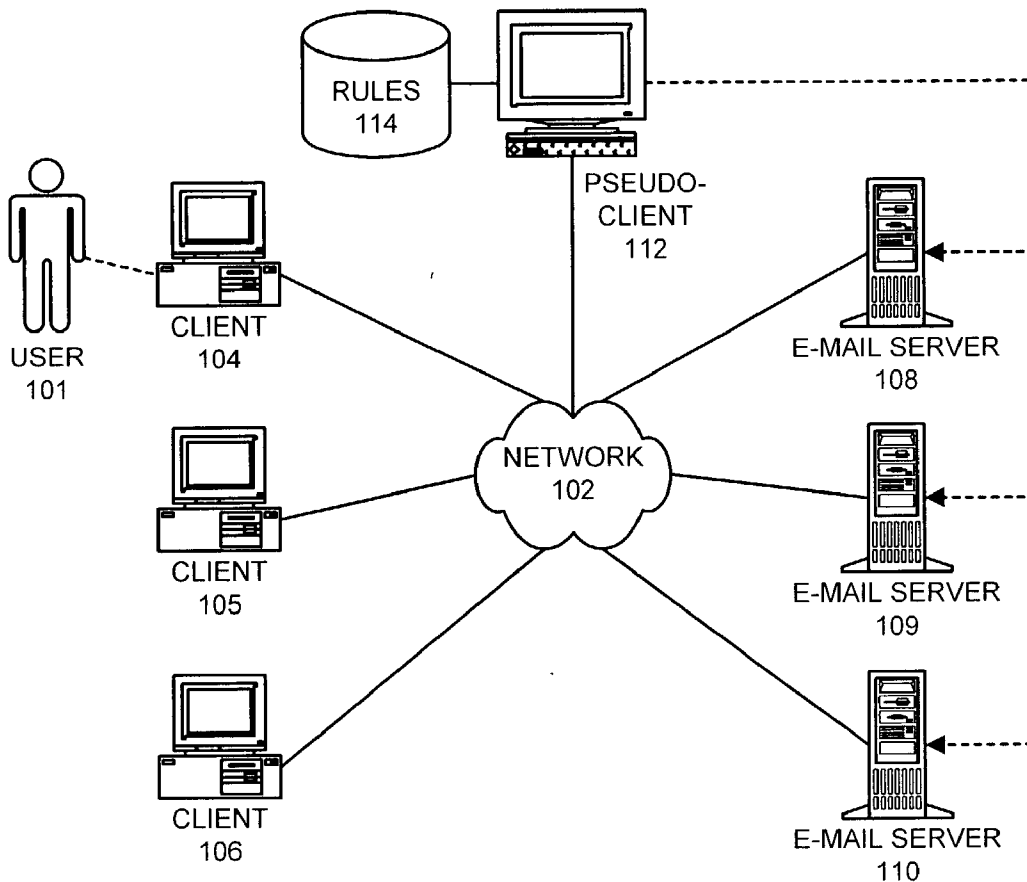 RULES
114
PSEUDO-
CLIENT
112
USER
101
CLIENT
104
E-MAIL SERVER
108
NETWORK
102
CLIENT
105
E-MAIL SERVER
109
CLIENT
106
E-MAIL SERVER
110